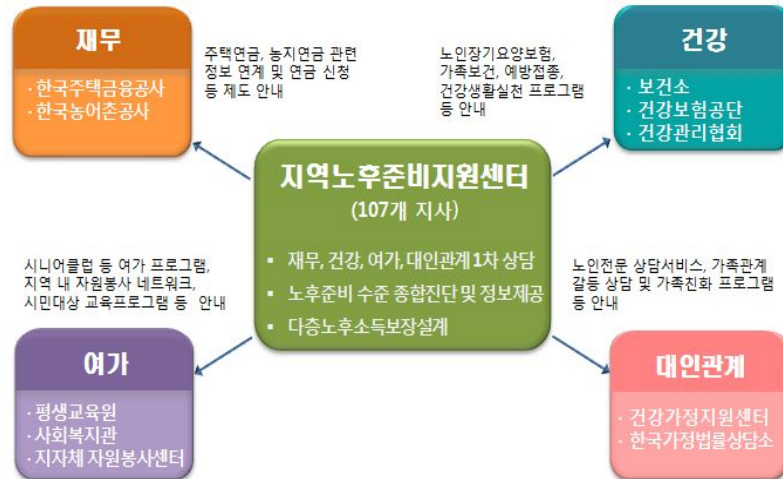 재무
· 한국주택금융공사
· 한국농어촌공사
주택연금, 농지연금 관련
정보 연계 및 연금 신청
등 제도 안내
노인장기요양보험,
가족보건, 예방접종,
건강생활실천 프로그램
등 안내
건강
· 보건소
· 건강보험공단
· 건강관리협회
지역노후준비지원센터
(107개 지사)
▪ 재무, 건강, 여가, 대인관계 1차 상담
▪ 노후준비 수준 종합진단 및 정보제공
▪ 다층노후소득보장설계
시니어클럽 등 여가 프로그램,
지역 내 자원봉사 네트워크,
시민대상 교육프로그램 등 안내
노인전문 상담서비스, 가족관계
갈등 상담 및 가족친화 프로그램
등 안내
여가
· 평생교육원
· 사회복지관
· 지자체 자원봉사센터
대인관계
· 건강가정지원센터
· 한국가정법률상담소